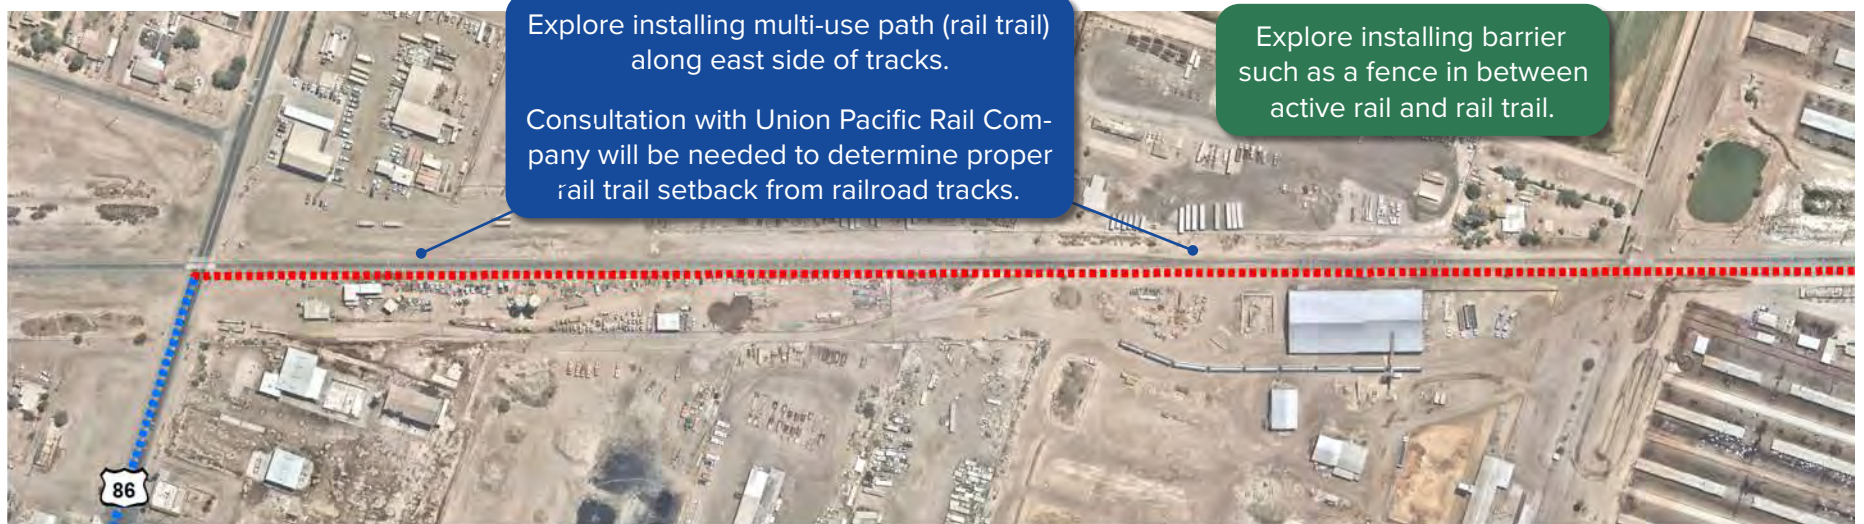 Explore installing multi-use path (rail trail)
along east side of tracks.
Consultation with Union Pacific Rail Com-
pany will be needed to determine proper
rail trail setback from railroad tracks.
Explore installing barrier
such as a fence in between
active rail and rail trail.
86